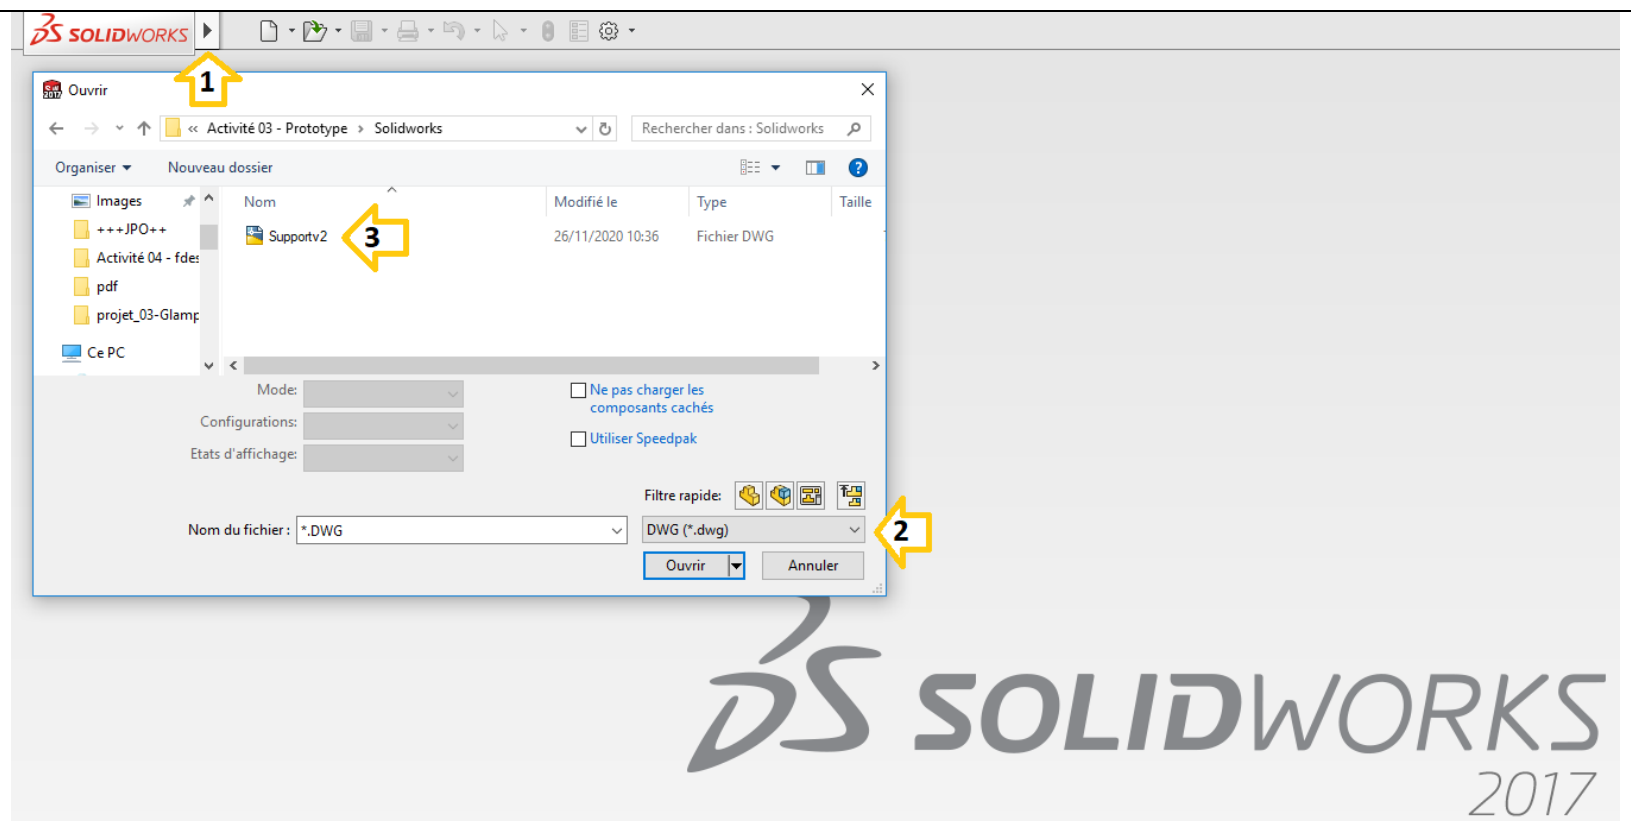 SOLIDWORKS
1
SW 2017 Ouvrir
« Activité 03 - Prototype > Solidworks
Rechercher dans : Solidworks
Organiser
Nouveau dossier
?
Images
Nom
Modifié le
Type
Taille
+++JPO++
Supportv2
3
26/11/2020 10:36
Fichier DWG
Activité 04 - fdes
pdf
projet_03-Glamp
Ce PC
Mode:
Ne pas charger les
composants cachés
Configurations:
Utiliser Speedpak
Etats d'affichage:
Filtre rapide:
Nom du fichier :
*.DWG
DWG (*.dwg)
2
Ouvrir
Annuler
SOLIDWORKS
2017